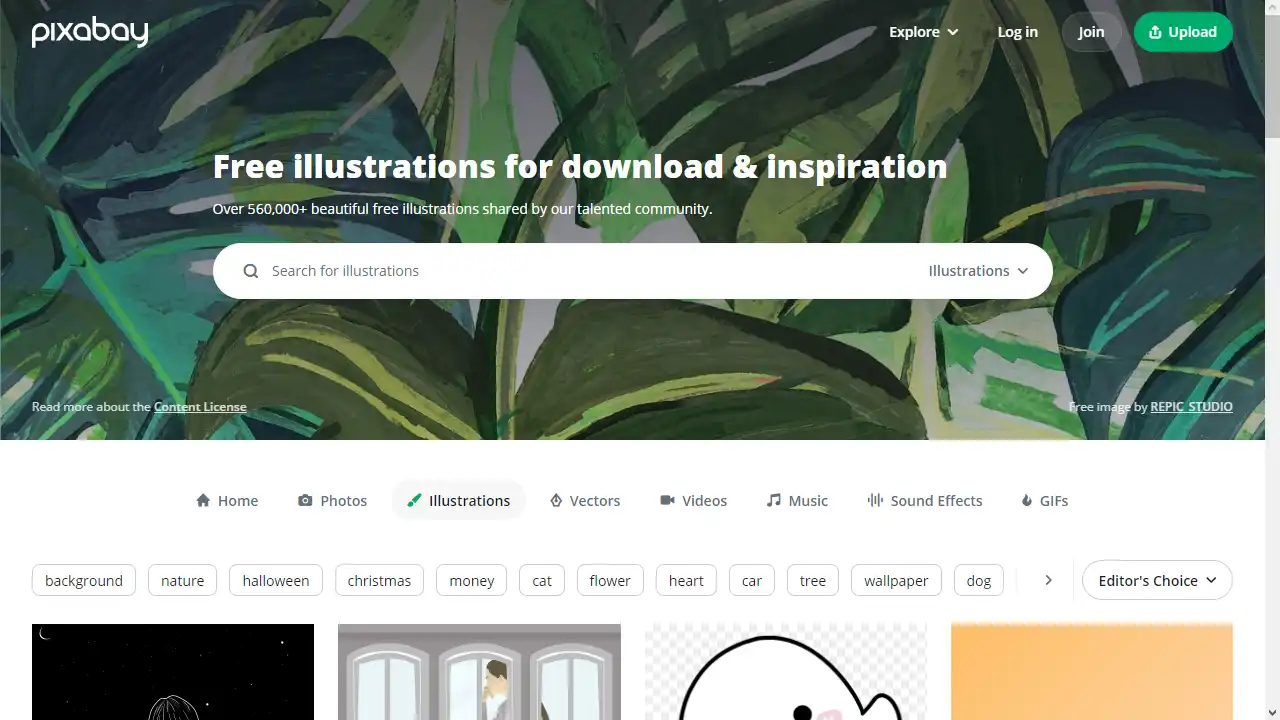 pixabay
Explore Log in Join Upload
Free illustrations for download & inspiration
Over 560,000+ beautiful free illustrations shared by our talented community.
Search for illustrations Illustrations
Read more about the Content License Free image by REPIC_STUDIO
Home Photos Illustrations Vectors Videos Music Sound Effects GIFs
background nature halloween christmas money cat flower heart car tree wallpaper dog Editor's Choice